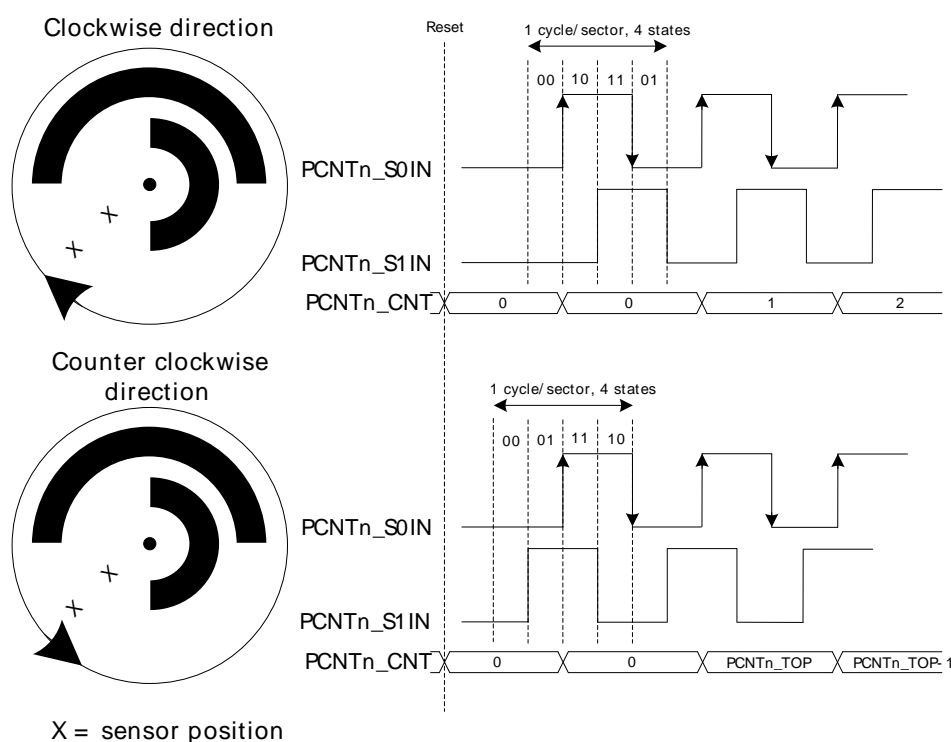 Clockwise direction
Reset
1 cycle/sector, 4 states
00 10 11 01
PCNTn_S0IN
X
X
PCNTn_S1IN
PCNTn_CNT 0 0 1 2
Counter clockwise
direction
1 cycle/sector, 4 states
00 01 11 10
PCNTn_S0IN
X
X
PCNTn_S1IN
PCNTn_CNT 0 0 PCNTn_TOP PCNTn_TOP-1
X = sensor position